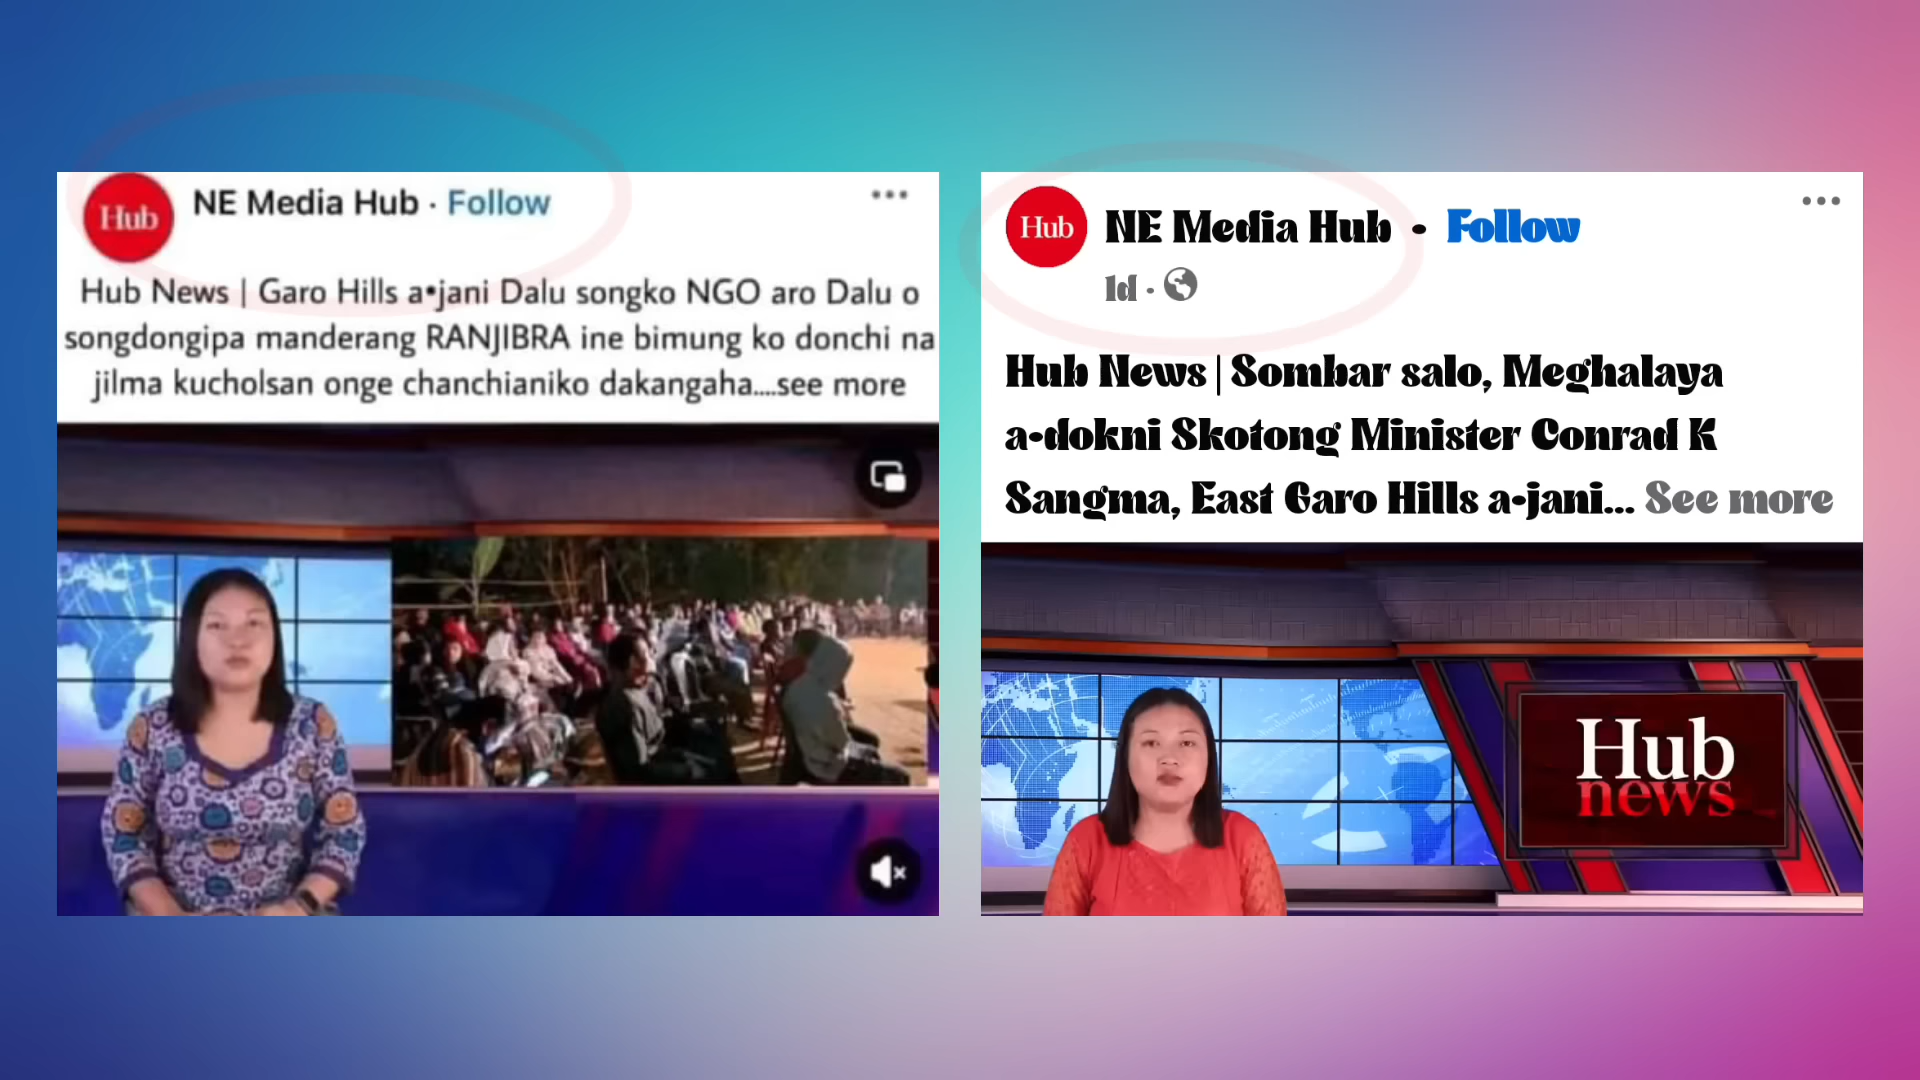 Hub
NE Media Hub · Follow
Hub News | Garo Hills a•jani Dalu songko NGO aro Dalu o
songdongipa manderang RANJIBRA ine bimung ko donchi na
jilma kucholsan onge chanchianiko dakangaha....see more
Hub
NE Media Hub • Follow
1d ·
Hub News | Sombar salo, Meghalaya
a•dokni Skotong Minister Conrad K
Sangma, East Garo Hills a•jani... See more
Hub
news